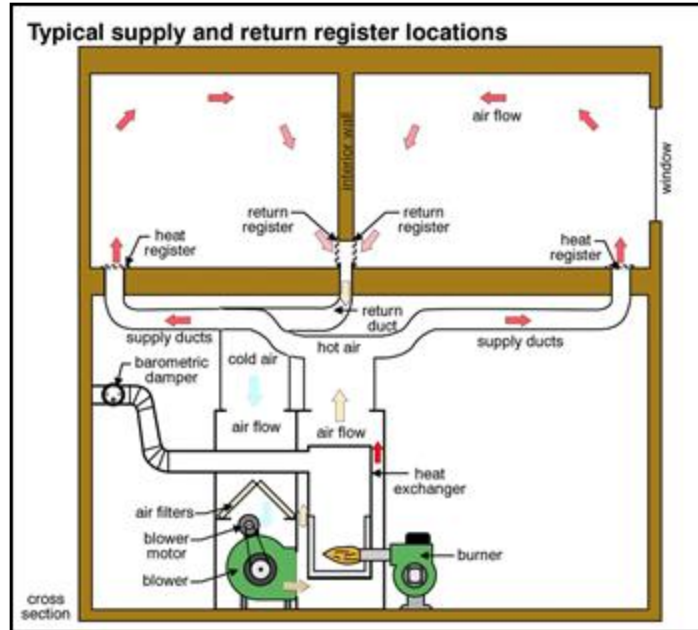 Typical supply and return register locations
air flow
interior wall
window
return
register
return
register
heat
register
heat
register
return
duct
supply ducts
hot air
supply ducts
cold air
barometric
damper
air flow
air flow
heat
exchanger
air filters
blower
motor
burner
blower
cross
section